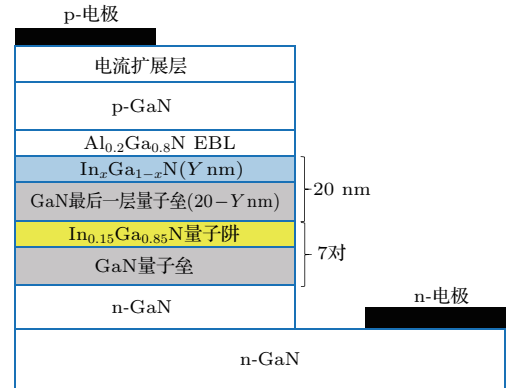 p-电极
电流扩展层
p-GaN
Al₀.₂Ga₀.₈N EBL
InₓGa₁₋ₓN(Y nm)
GaN最后一层量子垒(20−Y nm)
20 nm
In₀.₁₅Ga₀.₈₅N量子阱
GaN量子垒
7对
n-GaN
n-电极
n-GaN